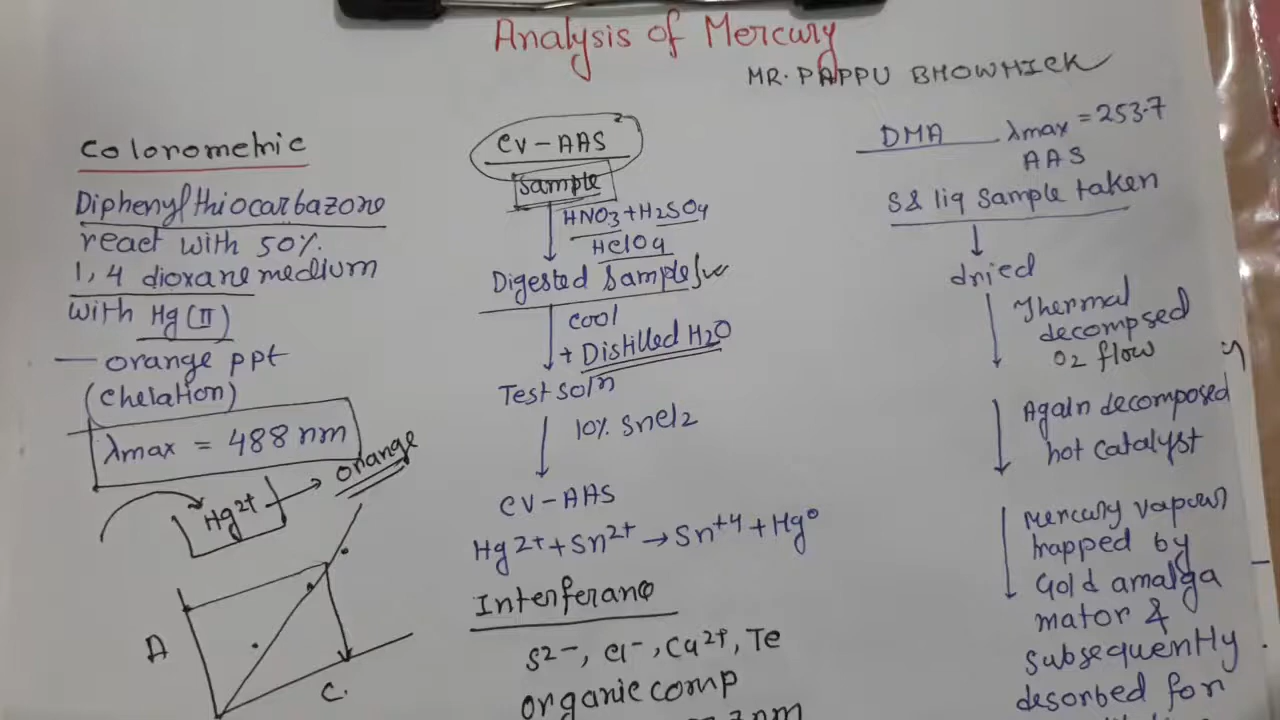 Analysis of Mercury
MR. PAPPU BHOWMICK
Colorometric
Diphenylthiocarbazone
react with 50%.
1,4 dioxane medium
with Hg(II)
— orange ppt
(Chelation)
λmax = 488 nm
Hg2+ → orange
A
C.
CV-AAS
Sample
HNO3+H2SO4
HClO4
Digested Sample
Cool
+ Distilled H2O
Test soln
10% SnCl2
CV-AAS
Hg2+ + Sn2+ → Sn+4 + Hg0
Interferanc
S2-, Cl-, Cu2+, Te
Organic comp
nm
DMA λmax = 253.7
AAS
S & liq Sample taken
dried
Thermal
decompsed
O2 flow
Again decomposed
hot catalyst
Mercury vapour
trapped by
Gold amalga
mator &
subsequently
desorbed for